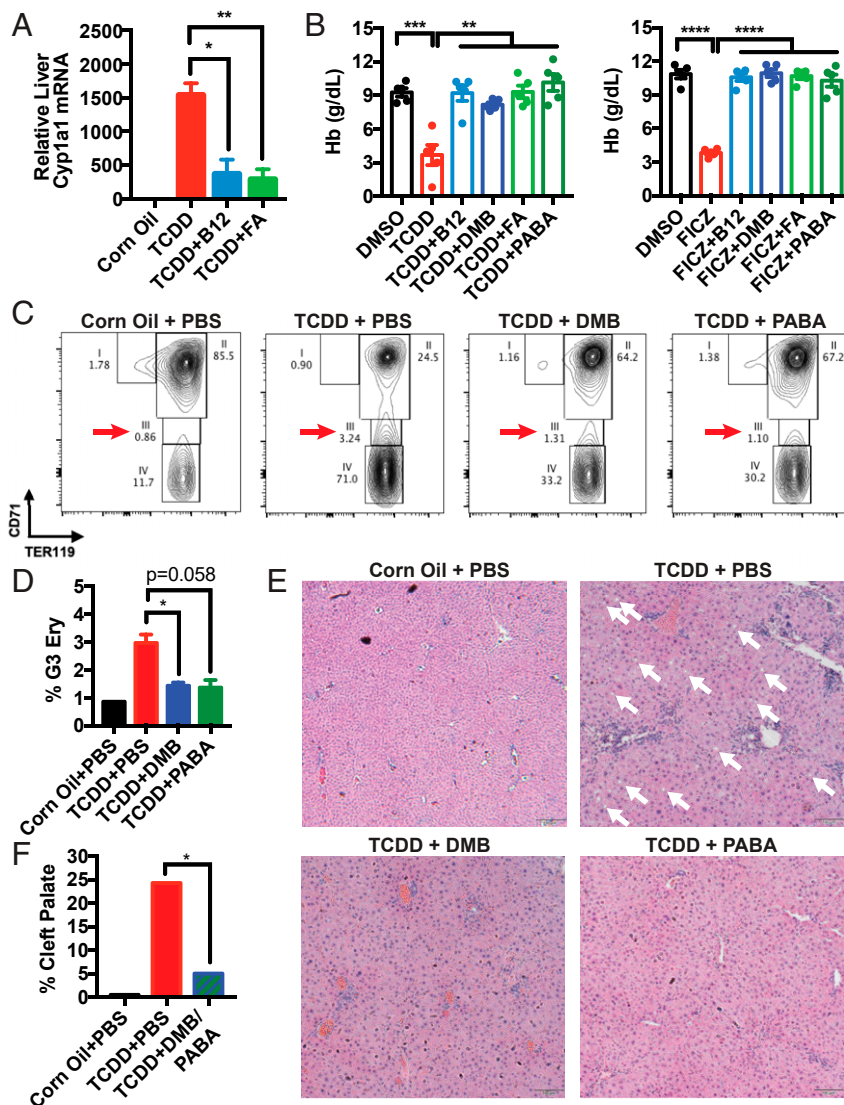 A
Relative Liver
Cyp1a1 mRNA
2500
2000
1500
1000
500
0
**
*
Corn Oil
TCDD
TCDD+B12
TCDD+FA
B
Hb (g/dL)
15
12
9
6
3
0
***
**
DMSO
TCDD
TCDD+B12
TCDD+DMB
TCDD+FA
TCDD+PABA
Hb (g/dL)
15
12
9
6
3
0
****
****
DMSO
FICZ
FICZ+B12
FICZ+DMB
FICZ+FA
FICZ+PABA
C
Corn Oil + PBS
I
1.78
II
85.5
III
0.86
IV
11.7
TCDD + PBS
I
0.90
II
24.5
III
3.24
IV
71.0
TCDD + DMB
I
1.16
II
64.2
III
1.31
IV
33.2
TCDD + PABA
I
1.38
II
67.2
III
1.10
IV
30.2
CD71
TER119
D
% G3 Ery
5
4
3
2
1
0
p=0.058
*
Corn Oil+PBS
TCDD+PBS
TCDD+DMB
TCDD+PABA
E
Corn Oil + PBS
TCDD + PBS
TCDD + DMB
TCDD + PABA
F
% Cleft Palate
30
25
20
15
10
5
0
*
Corn Oil+PBS
TCDD+PBS
TCDD+DMB/
PABA